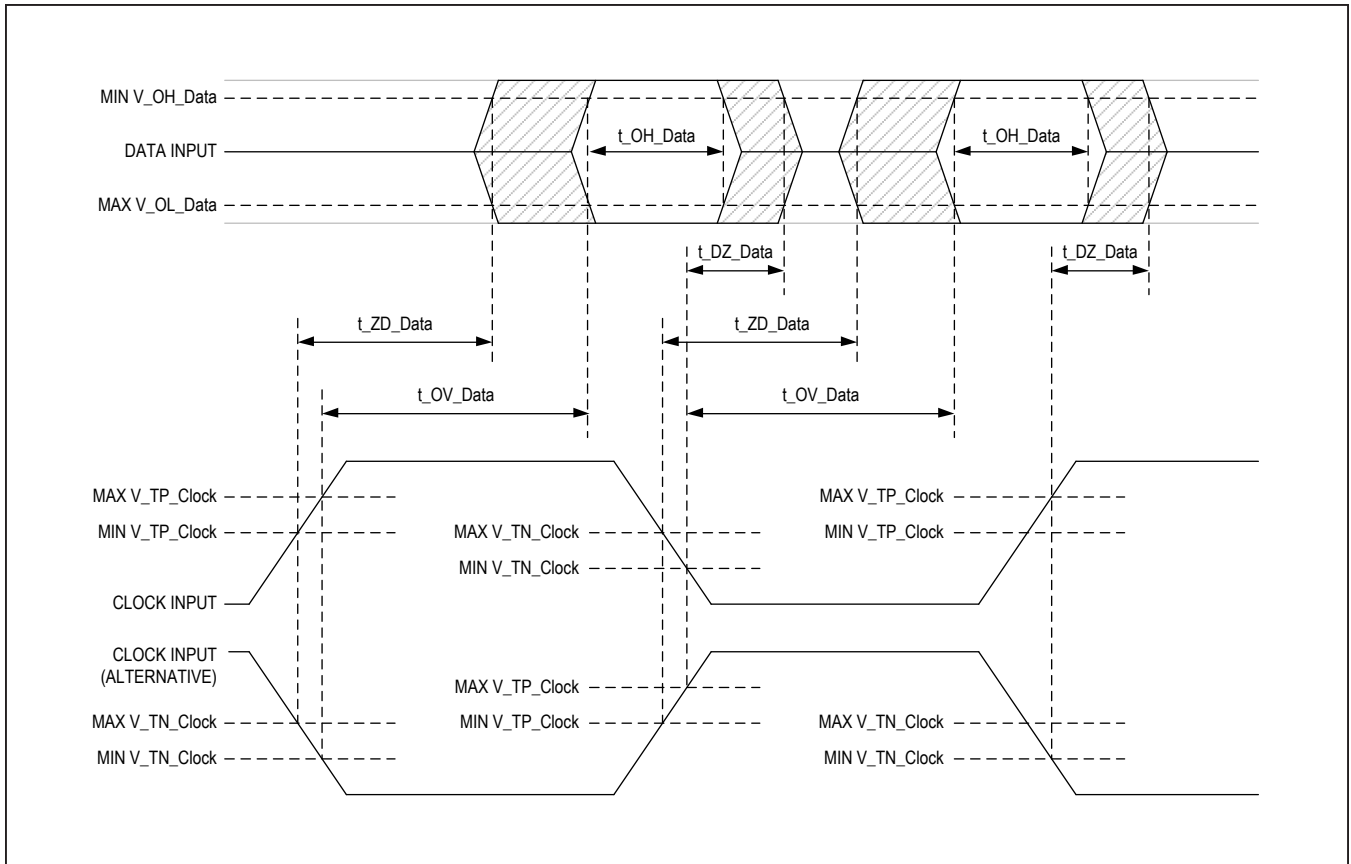 MIN V_OH_Data
t_OH_Data
t_OH_Data
DATA INPUT
MAX V_OL_Data
t_DZ_Data
t_DZ_Data
t_ZD_Data
t_ZD_Data
t_OV_Data
t_OV_Data
MAX V_TP_Clock
MAX V_TP_Clock
MIN V_TP_Clock
MAX V_TN_Clock
MIN V_TP_Clock
MIN V_TN_Clock
CLOCK INPUT
CLOCK INPUT
(ALTERNATIVE)
MAX V_TP_Clock
MAX V_TN_Clock
MIN V_TP_Clock
MAX V_TN_Clock
MIN V_TN_Clock
MIN V_TN_Clock